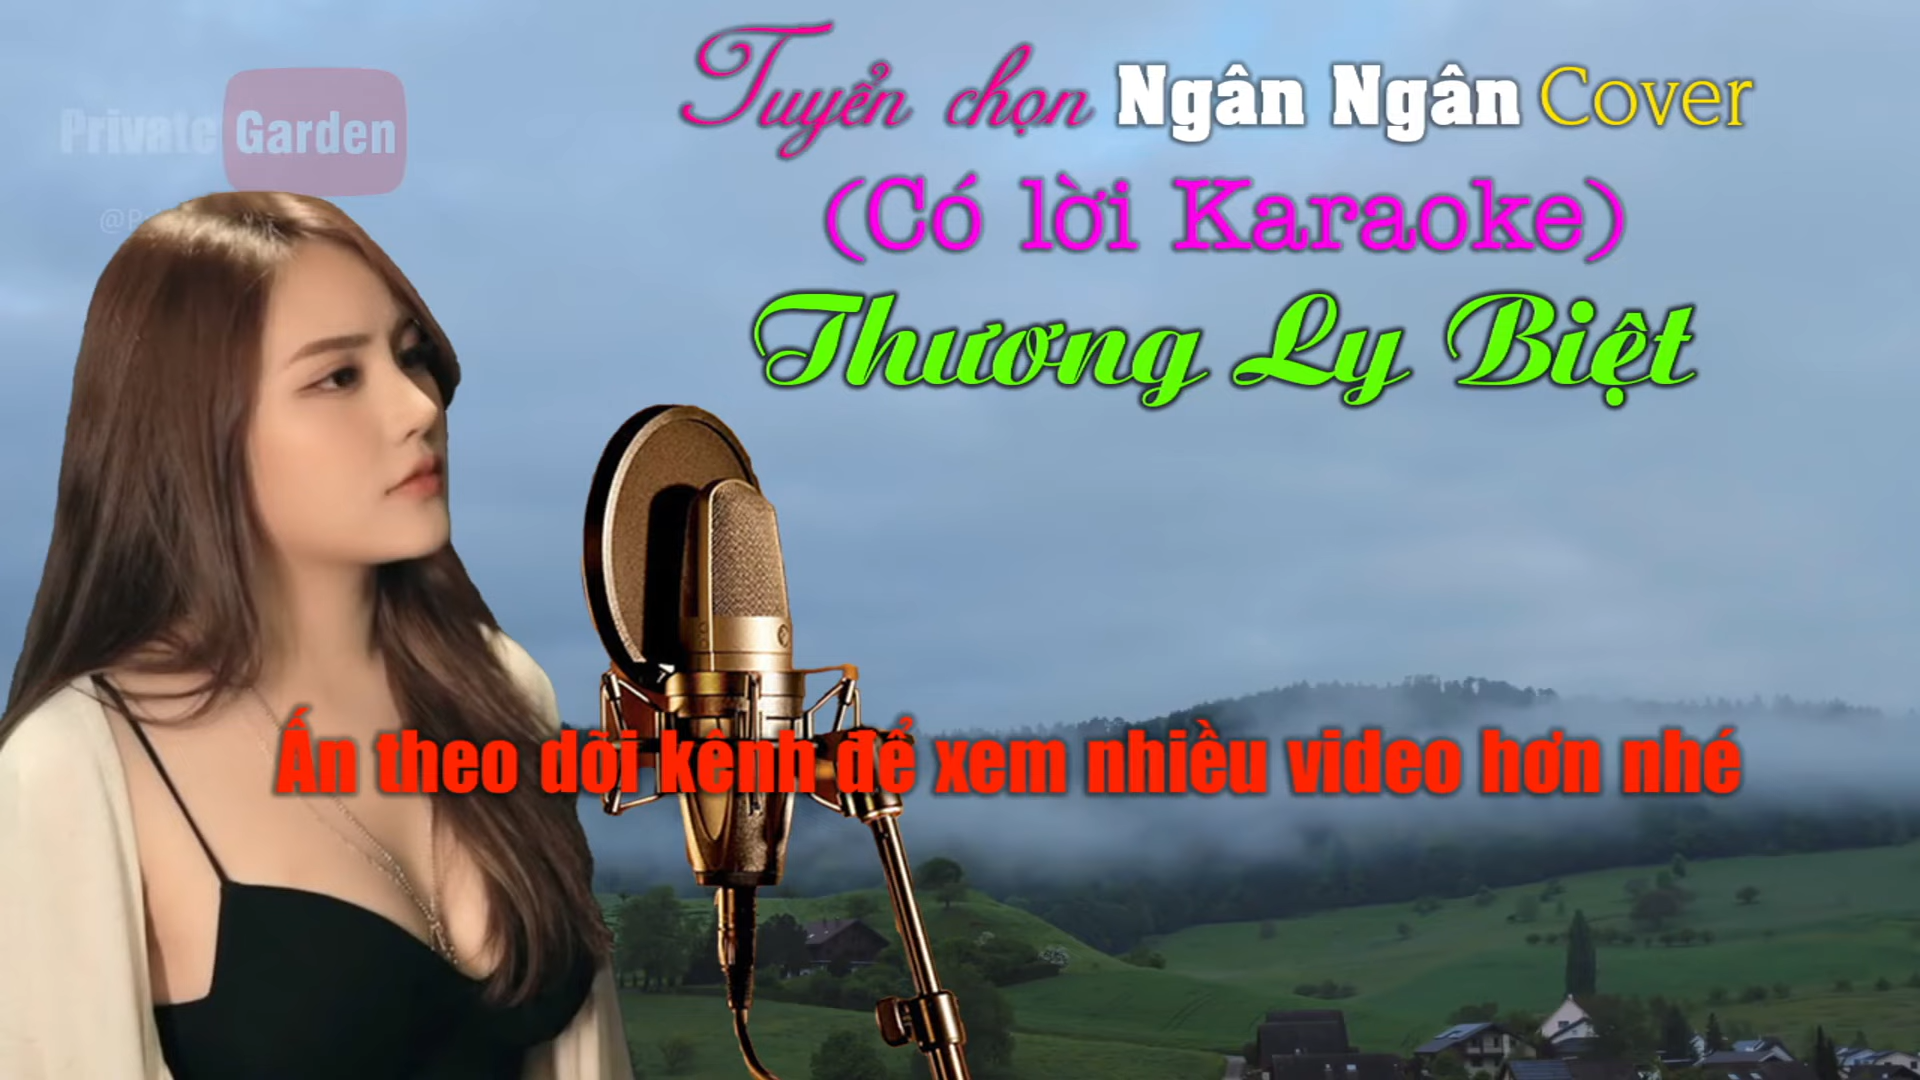 Private Garden
Tuyển chọn Ngân Ngân Cover
(Có lời Karaoke)
Thương Ly Biệt
Ấn theo dõi kênh để xem nhiều video hơn nhé